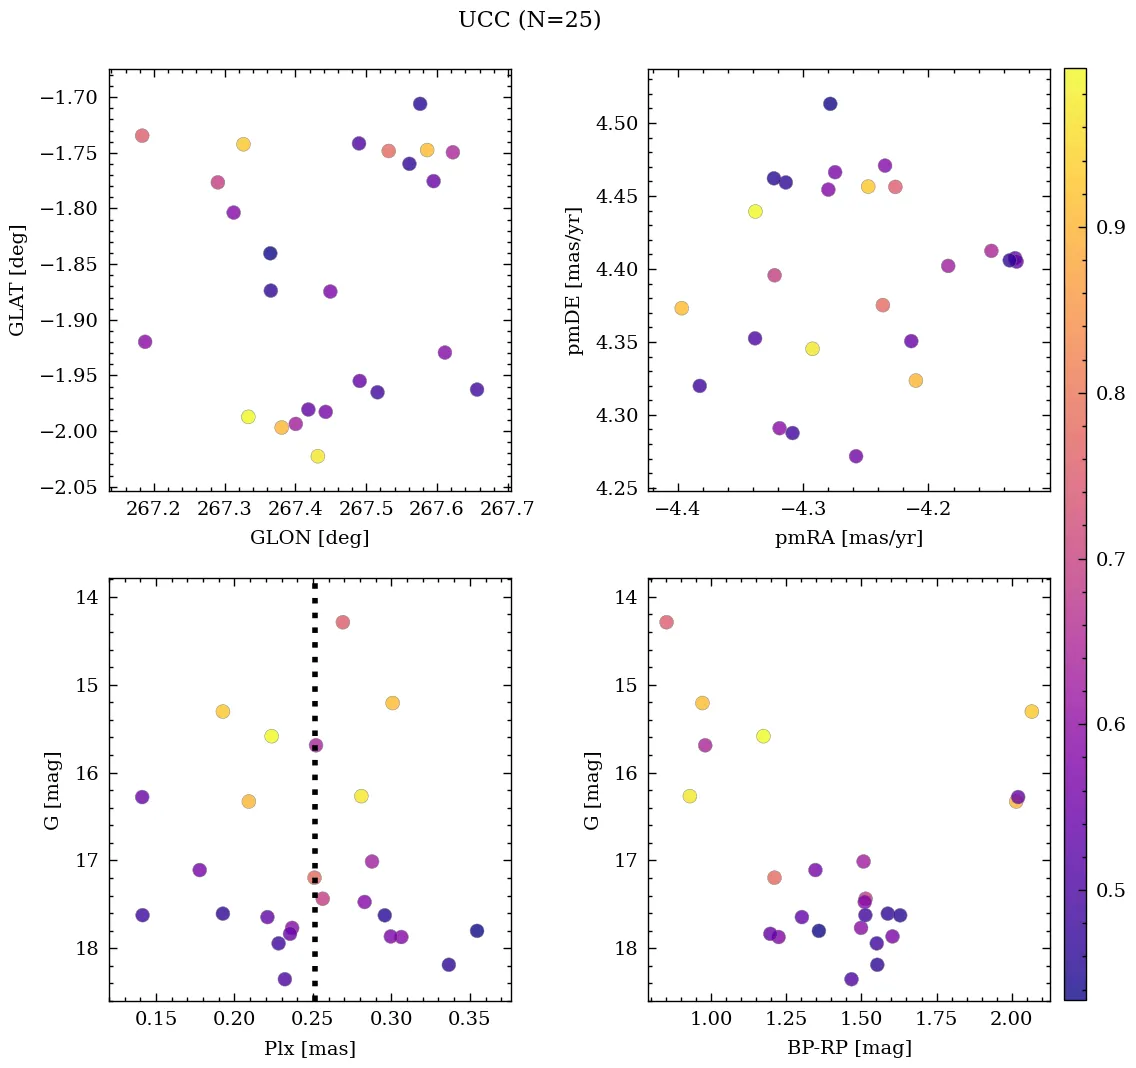 UCC (N=25)
−1.70
−1.75
−1.80
−1.85
−1.90
−1.95
−2.00
−2.05
GLAT [deg]
267.2 267.3 267.4 267.5 267.6 267.7
GLON [deg]
4.50
4.45
4.40
4.35
4.30
4.25
pmDE [mas/yr]
−4.4 −4.3 −4.2
pmRA [mas/yr]
14
15
16
17
18
G [mag]
0.15 0.20 0.25 0.30 0.35
Plx [mas]
14
15
16
17
18
G [mag]
1.00 1.25 1.50 1.75 2.00
BP-RP [mag]
0.9
0.8
0.7
0.6
0.5